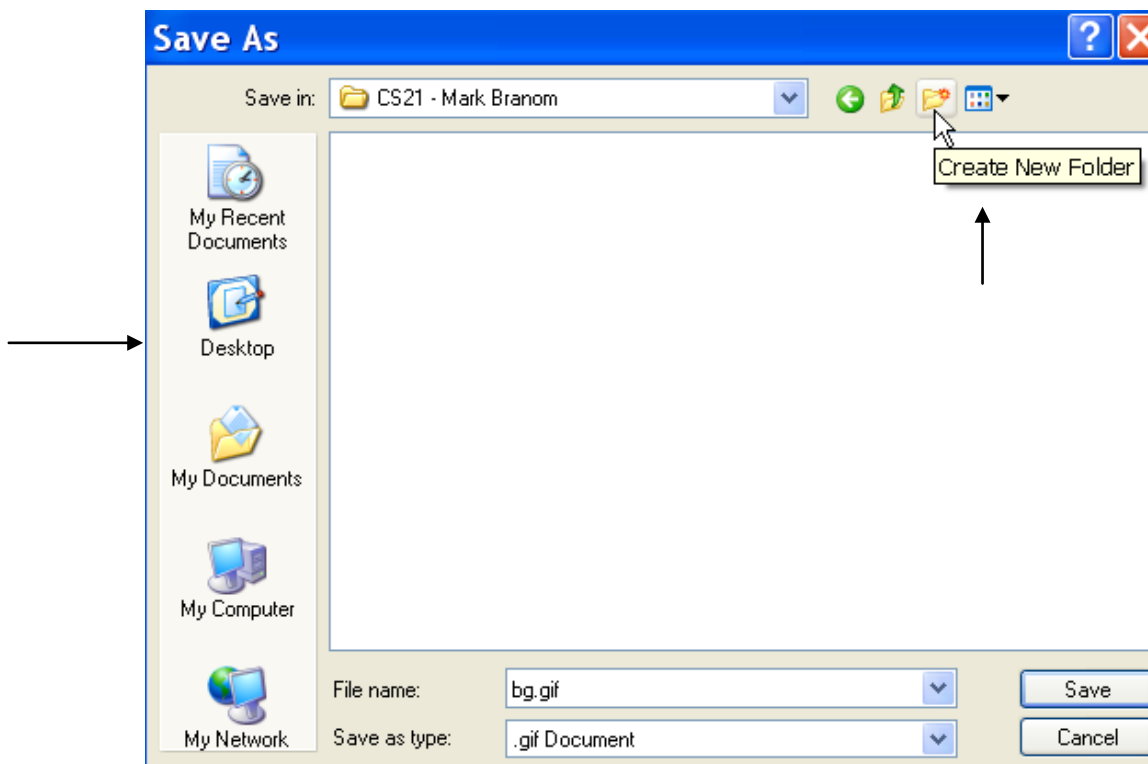 Save As
Save in: CS21 - Mark Branom
Create New Folder
My Recent
Documents
Desktop
My Documents
My Computer
My Network
File name: bg.gif Save
Save as type: .gif Document Cancel